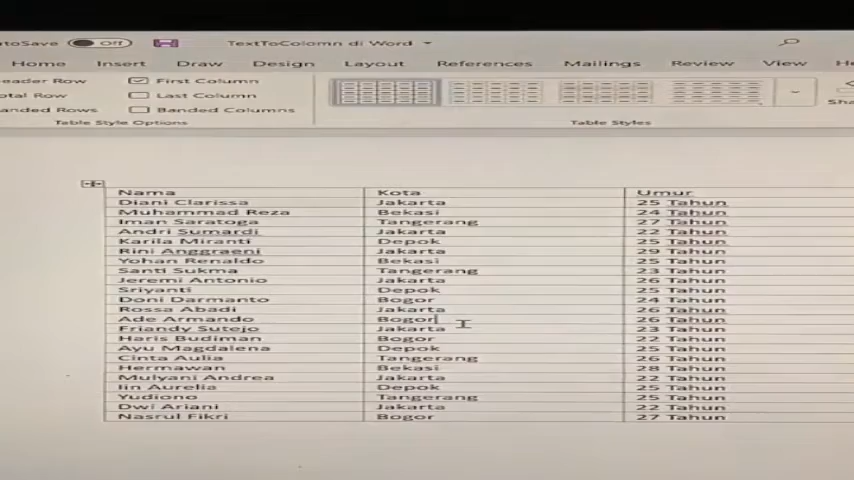 AutoSave Off TextToColomn di Word
Home Insert Draw Design Layout References Mailings Review View
Header Row First Column
Total Row Last Column
Banded Rows Banded Columns
Table Style Options Table Styles
Nama Kota Umur
Diani Clarissa Jakarta 25 Tahun
Muhammad Reza Bekasi 24 Tahun
Iman Saratoga Tangerang 27 Tahun
Andri Sumardi Jakarta 22 Tahun
Karila Miranti Depok 25 Tahun
Rini Anggraeni Jakarta 29 Tahun
Yohan Renaldo Bekasi 25 Tahun
Santi Sukma Tangerang 23 Tahun
Jeremi Antonio Jakarta 26 Tahun
Sriyanti Depok 25 Tahun
Doni Darmanto Bogor 24 Tahun
Rossa Abadi Jakarta 26 Tahun
Ade Armando Bogor 26 Tahun
Friandy Sutejo Jakarta 23 Tahun
Haris Budiman Bogor 22 Tahun
Ayu Magdalena Depok 25 Tahun
Cinta Aulia Tangerang 26 Tahun
Hermawan Bekasi 28 Tahun
Mulyani Andrea Jakarta 22 Tahun
Iin Aurelia Depok 25 Tahun
Yudiono Tangerang 25 Tahun
Dwi Ariani Jakarta 22 Tahun
Nasrul Fikri Bogor 27 Tahun